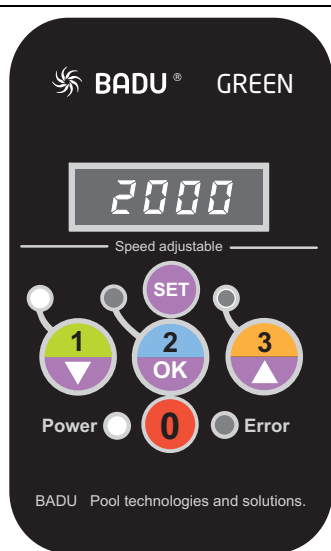 BADU® GREEN
2000
Speed adjustable
SET
1 2 3
OK
Power 0 Error
BADU Pool technologies and solutions.